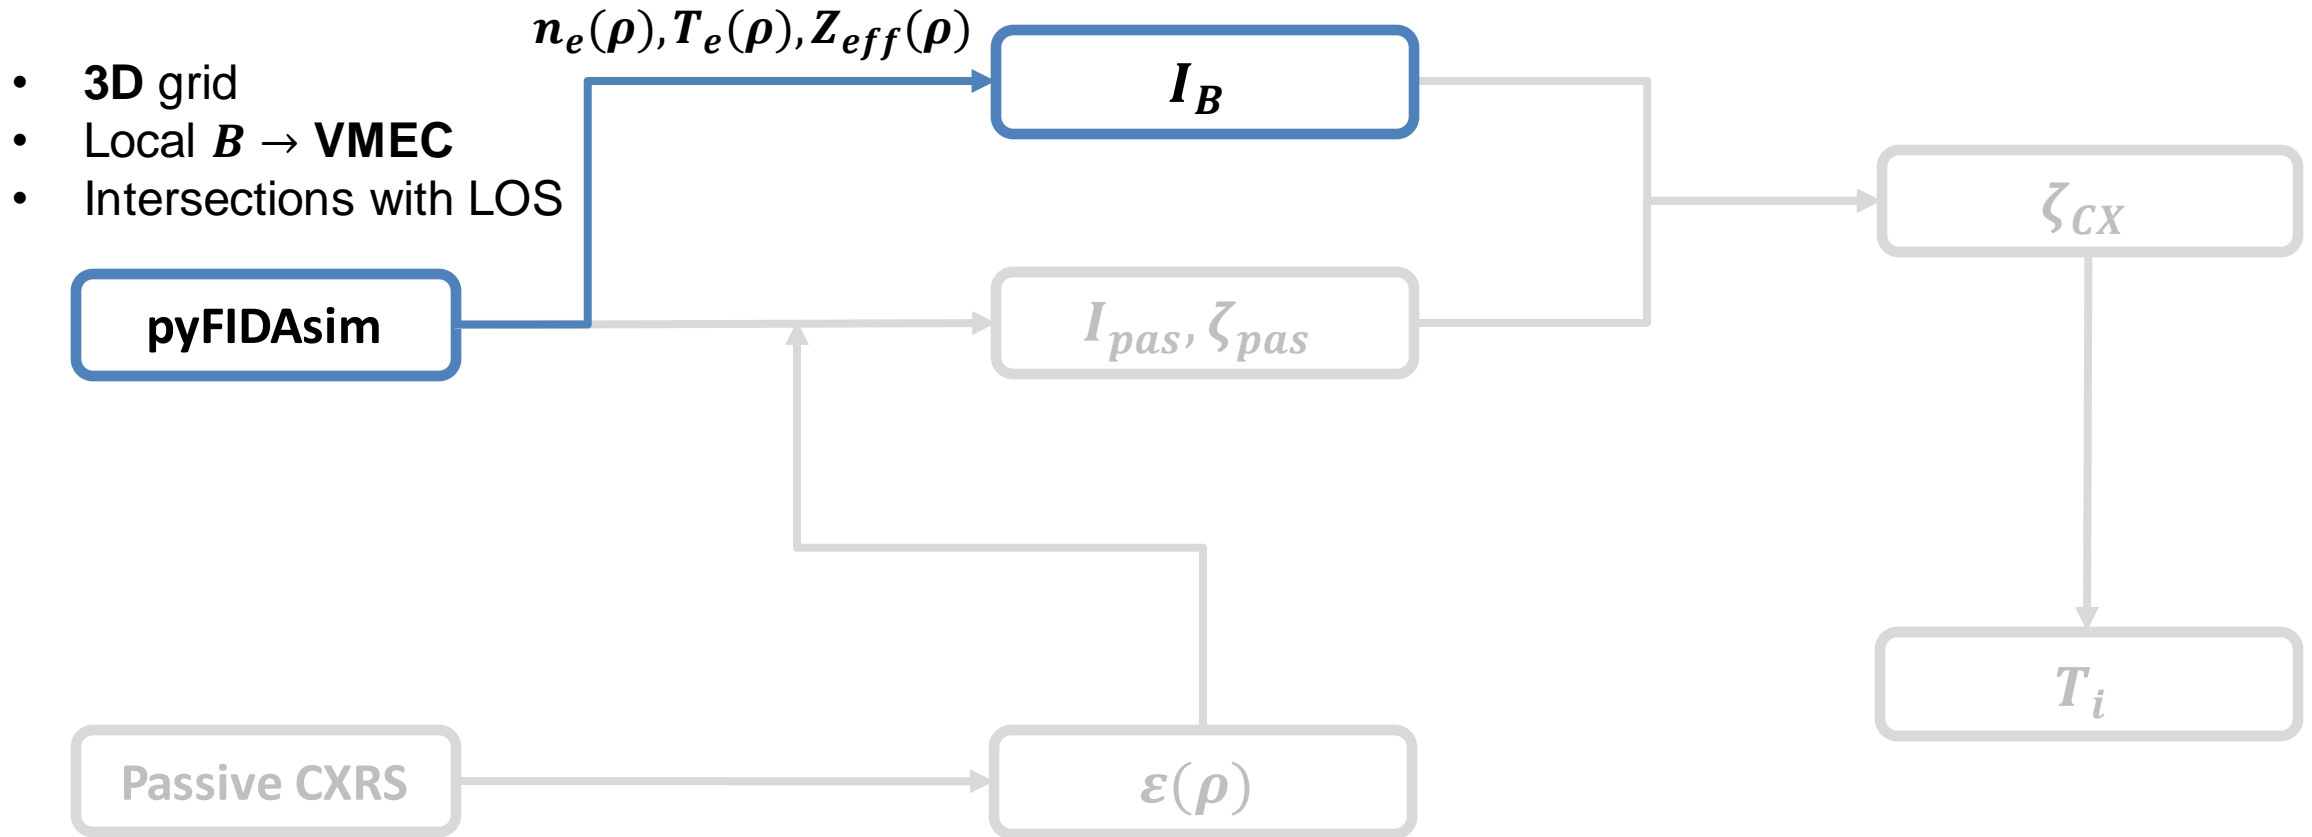 n_e(ρ), T_e(ρ), Z_eff(ρ)
• 3D grid
• Local B → VMEC
• Intersections with LOS
I_B
ζ_CX
pyFIDAsim
I_pas, ζ_pas
T_i
Passive CXRS
ε(ρ)